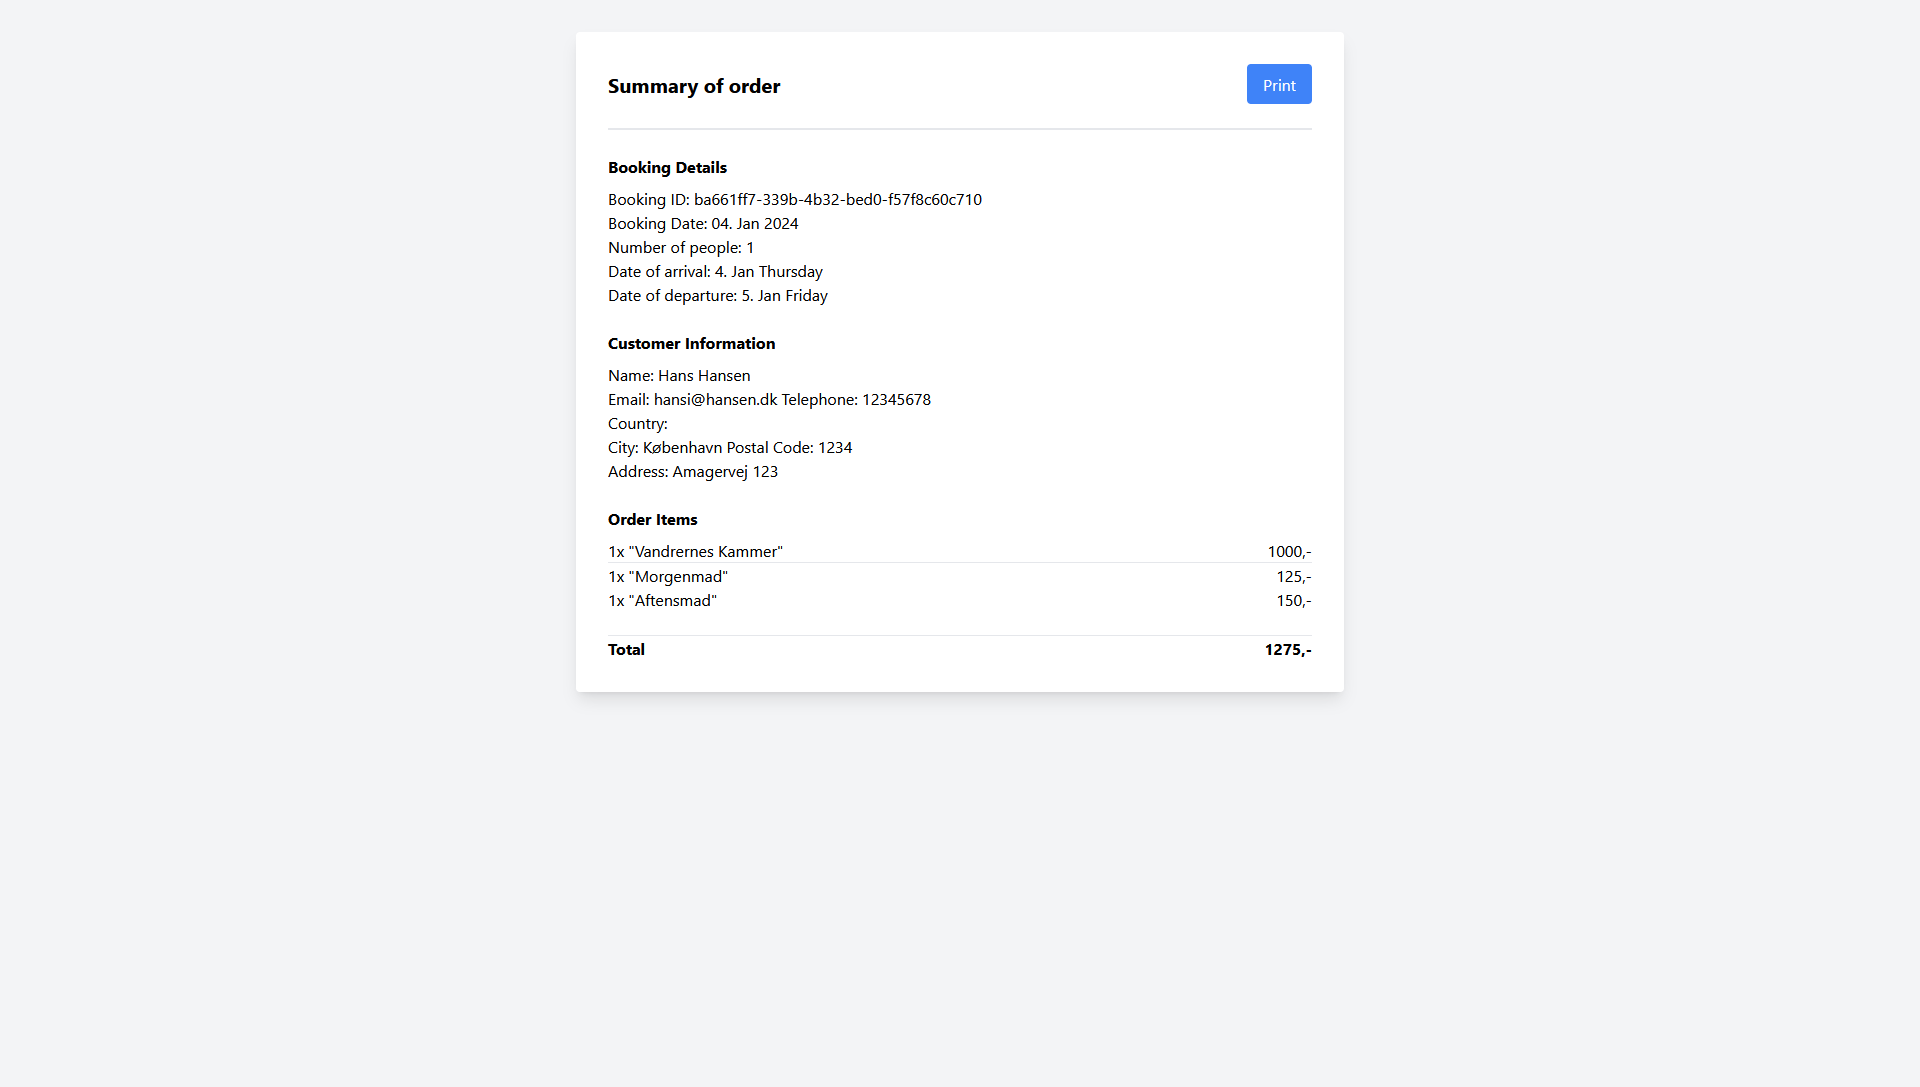 Summary of order
Print
Booking Details
Booking ID: ba661ff7-339b-4b32-bed0-f57f8c60c710
Booking Date: 04. Jan 2024
Number of people: 1
Date of arrival: 4. Jan Thursday
Date of departure: 5. Jan Friday
Customer Information
Name: Hans Hansen
Email: hansi@hansen.dk Telephone: 12345678
Country:
City: København Postal Code: 1234
Address: Amagervej 123
Order Items
1x "Vandrernes Kammer" 1000,-
1x "Morgenmad" 125,-
1x "Aftensmad" 150,-
Total 1275,-